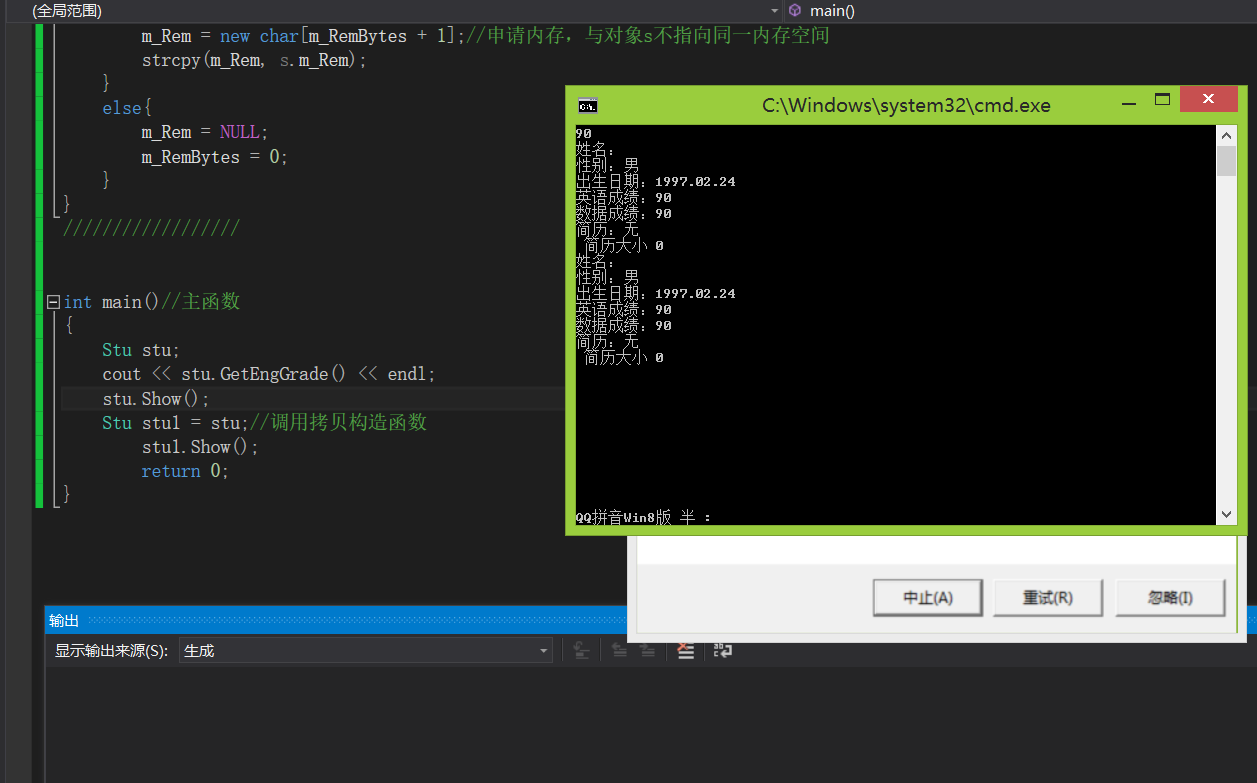 (全局范围)
main()
m_Rem = new char[m_RemBytes + 1];//申请内存，与对象s不指向同一内存空间
strcpy(m_Rem, s.m_Rem);
}
else{
m_Rem = NULL;
m_RemBytes = 0;
}
}
//////////////////
int main()//主函数
{
Stu stu;
cout << stu.GetEngGrade() << endl;
stu.Show();
Stu stu1 = stu;//调用拷贝构造函数
stu1.Show();
return 0;
}
C:\Windows\system32\cmd.exe
90
姓名：
性别：男
出生日期：1997.02.24
英语成绩：90
数据成绩：90
简历：无
简历大小 0
姓名：
性别：男
出生日期：1997.02.24
英语成绩：90
数据成绩：90
简历：无
简历大小 0
QQ拼音Win8版 半 ：
中止(A)
重试(R)
忽略(I)
输出
显示输出来源(S):
生成